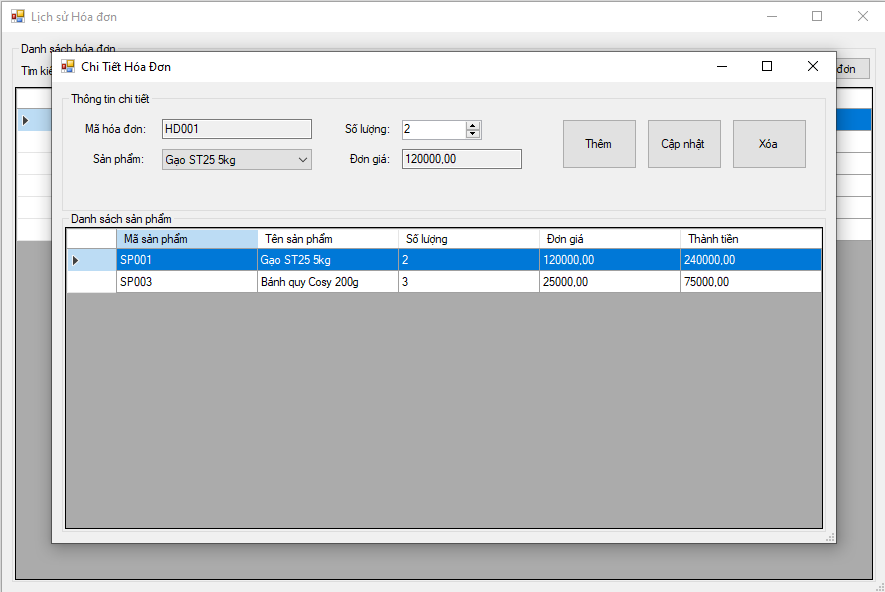 Lịch sử Hóa đơn
Danh sách hóa đơn
Tìm
đơn
Chi Tiết Hóa Đơn
Thông tin chi tiết
Mã hóa đơn: HD001 Số lượng: 2
Sản phẩm: Gạo ST25 5kg Đơn giá: 120000,00
Thêm Cập nhật Xóa
Danh sách sản phẩm
Mã sản phẩm Tên sản phẩm Số lượng Đơn giá Thành tiền
SP001 Gạo ST25 5kg 2 120000,00 240000,00
SP003 Bánh quy Cosy 200g 3 25000,00 75000,00